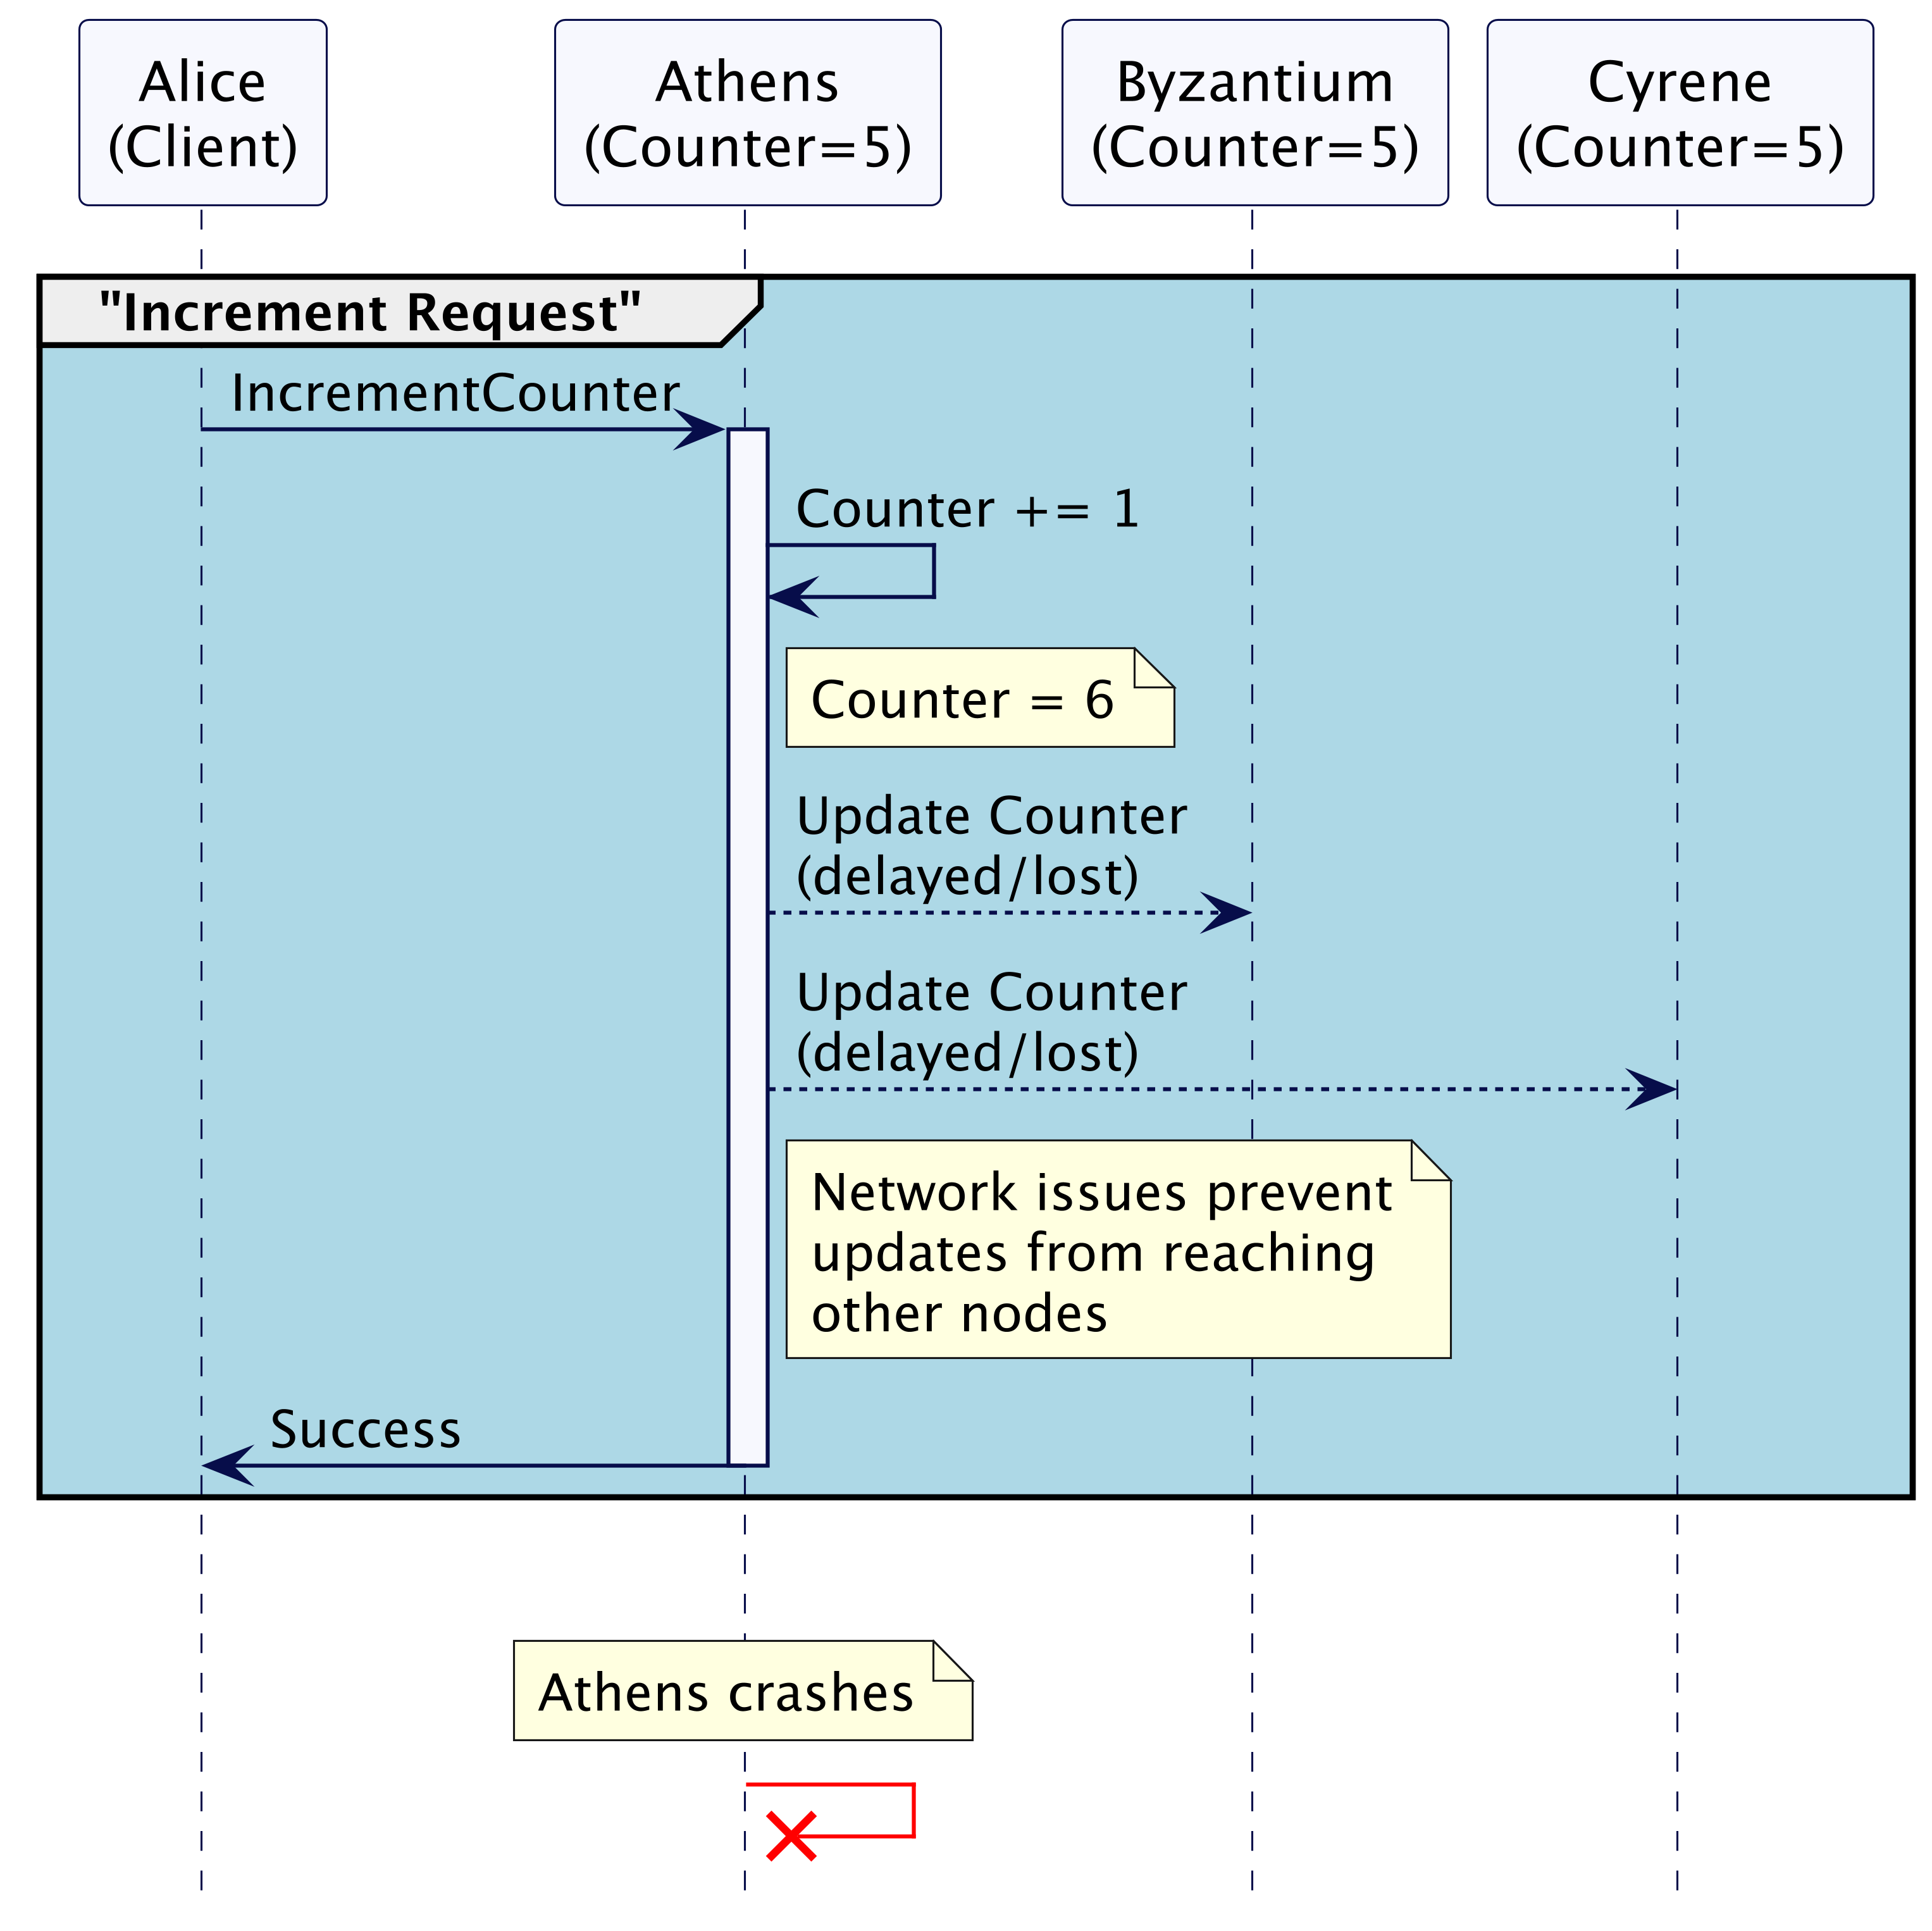 Alice
(Client)
Athens
(Counter=5)
Byzantium
(Counter=5)
Cyrene
(Counter=5)
"Increment Request"
IncrementCounter
Counter += 1
Counter = 6
Update Counter
(delayed/lost)
Update Counter
(delayed/lost)
Network issues prevent
updates from reaching
other nodes
Success
Athens crashes